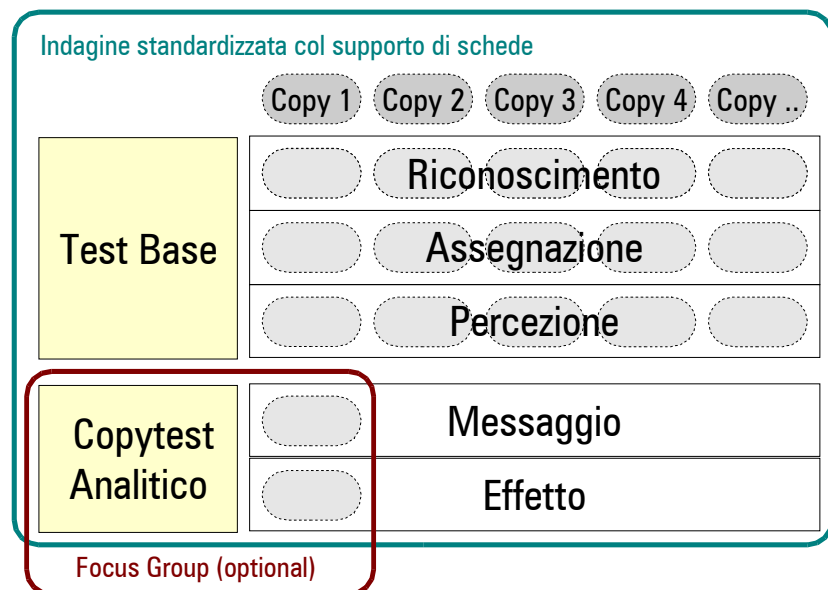 Indagine standardizzata col supporto di schede
Copy 1 Copy 2 Copy 3 Copy 4 Copy ..
Riconoscimento
Test Base Assegnazione
Percezione
Copytest
Analitico
Messaggio
Effetto
Focus Group (optional)